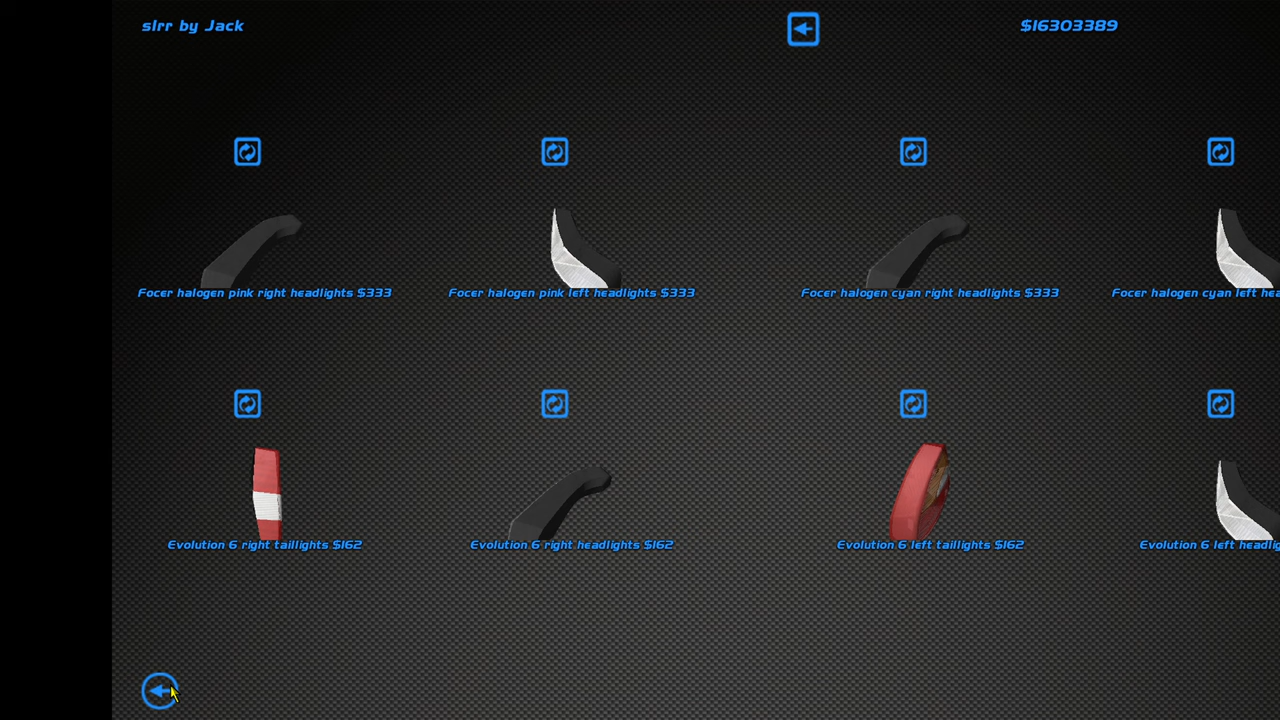 slrr by Jack
$16303389
Focer halogen pink right headlights $333
Focer halogen pink left headlights $333
Focer halogen cyan right headlights $333
Focer halogen cyan left hea
Evolution 6 right taillights $162
Evolution 6 right headlights $162
Evolution 6 left taillights $162
Evolution 6 left headlig